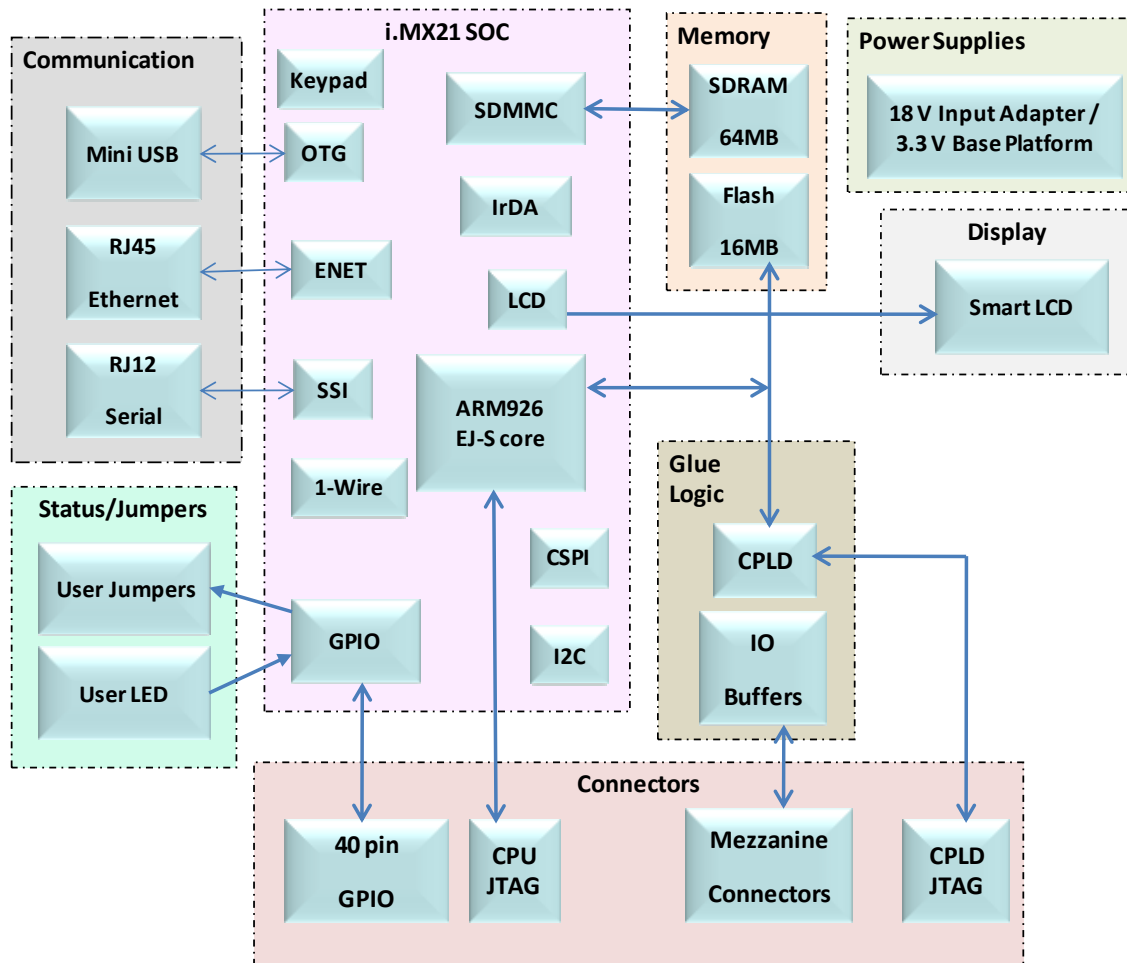 Communication
Mini USB
RJ45
Ethernet
RJ12
Serial
Status/Jumpers
User Jumpers
User LED
i.MX21 SOC
Keypad
OTG
ENET
SSI
1-Wire
GPIO
SDMMC
IrDA
LCD
ARM926
EJ-S core
CSPI
I2C
Memory
SDRAM
64MB
Flash
16MB
Power Supplies
18 V Input Adapter /
3.3 V Base Platform
Display
Smart LCD
Glue
Logic
CPLD
IO
Buffers
Connectors
40 pin
GPIO
CPU
JTAG
Mezzanine
Connectors
CPLD
JTAG